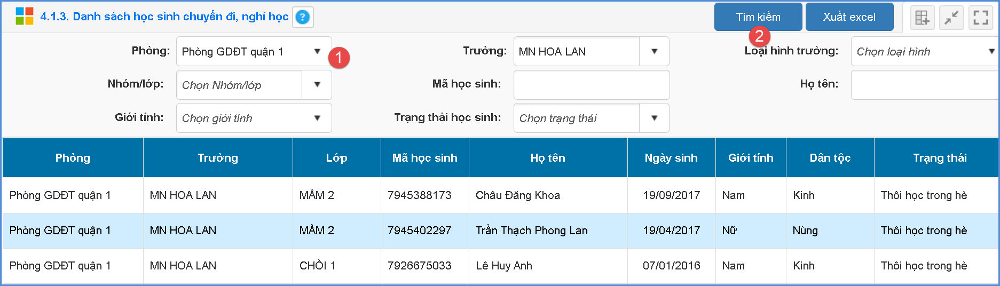 4.1.3. Danh sách học sinh chuyển đi, nghỉ học ? Tìm kiếm Xuất excel
2
Phòng: Phòng GDĐT quận 1 1 Trường: MN HOA LAN Loại hình trường: Chọn loại hình
Nhóm/lớp: Chọn Nhóm/lớp Mã học sinh: Họ tên:
Giới tính: Chọn giới tính Trạng thái học sinh: Chọn trạng thái
Phòng Trường Lớp Mã học sinh Họ tên Ngày sinh Giới tính Dân tộc Trạng thái
Phòng GDĐT quận 1 MN HOA LAN MẦM 2 7945388173 Châu Đăng Khoa 19/09/2017 Nam Kinh Thôi học trong hè
Phòng GDĐT quận 1 MN HOA LAN MẦM 2 7945402297 Trần Thạch Phong Lan 19/04/2017 Nữ Nùng Thôi học trong hè
Phòng GDĐT quận 1 MN HOA LAN CHỒI 1 7926675033 Lê Huy Anh 07/01/2016 Nam Kinh Thôi học trong hè